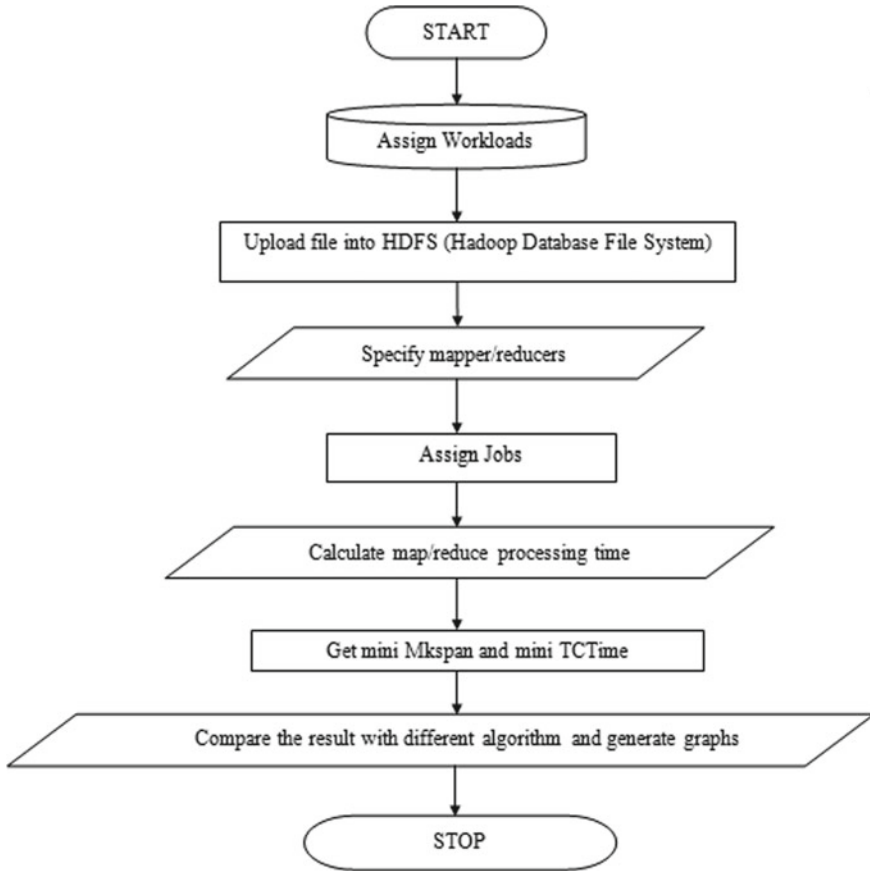 START
Assign Workloads
Upload file into HDFS (Hadoop Database File System)
Specify mapper/reducers
Assign Jobs
Calculate map/reduce processing time
Get mini Mkspan and mini TCTime
Compare the result with different algorithm and generate graphs
STOP